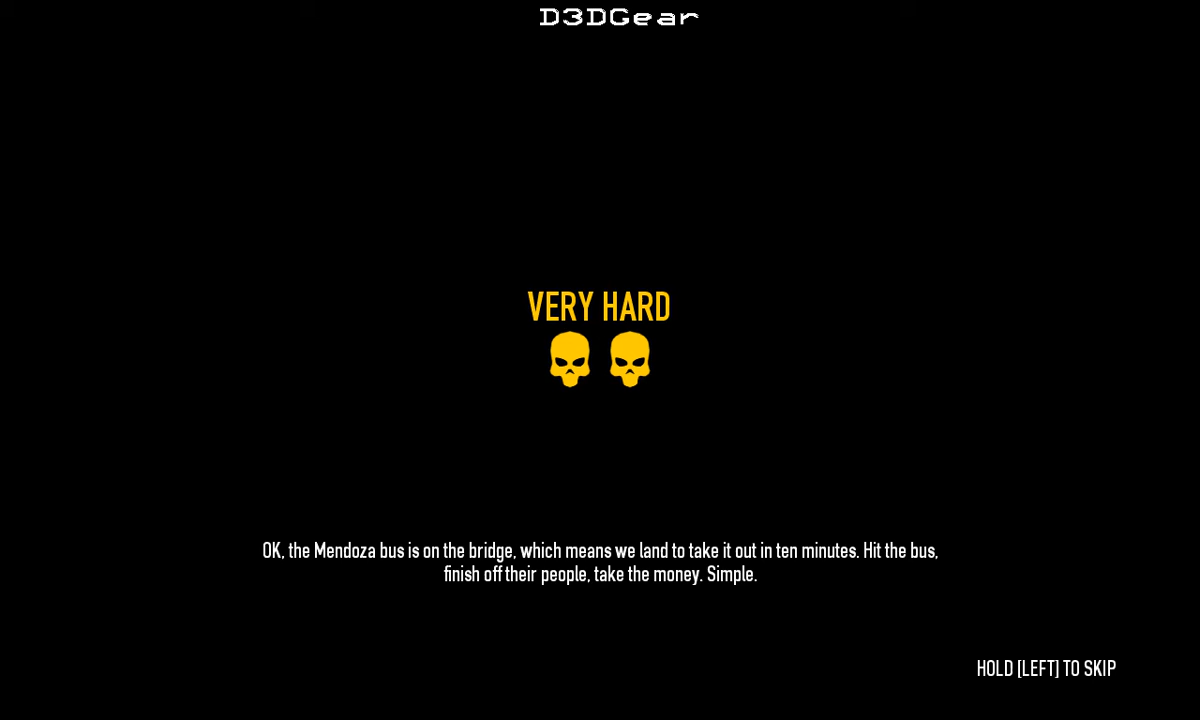 D3DGear
VERY HARD
OK, the Mendoza bus is on the bridge, which means we land to take it out in ten minutes. Hit the bus,
finish off their people, take the money. Simple.
HOLD [LEFT] TO SKIP